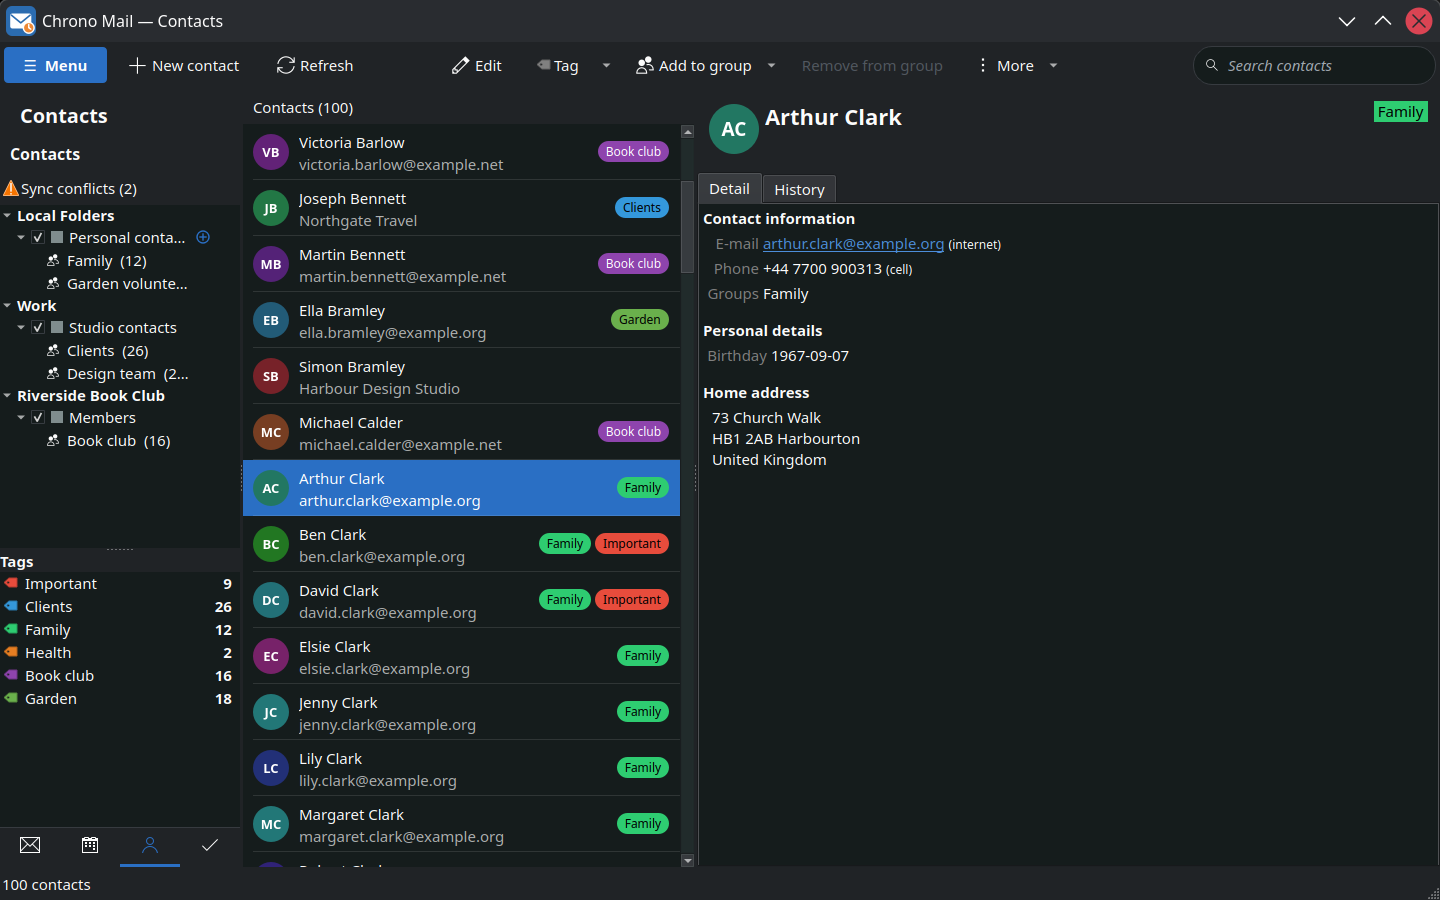 Chrono Mail — Contacts
Menu
New contact
Refresh
Edit
Tag
Add to group
Remove from group
More
Search contacts
Contacts
Contacts
Sync conflicts (2)
Local Folders
Personal conta...
Family (12)
Garden volunte...
Work
Studio contacts
Clients (26)
Design team (2...
Riverside Book Club
Members
Book club (16)
Tags
Important 9
Clients 26
Family 12
Health 2
Book club 16
Garden 18
100 contacts
Contacts (100)
VB
Victoria Barlow
victoria.barlow@example.net
Book club
JB
Joseph Bennett
Northgate Travel
Clients
MB
Martin Bennett
martin.bennett@example.net
Book club
EB
Ella Bramley
ella.bramley@example.org
Garden
SB
Simon Bramley
Harbour Design Studio
MC
Michael Calder
michael.calder@example.net
Book club
AC
Arthur Clark
arthur.clark@example.org
Family
BC
Ben Clark
ben.clark@example.org
Family Important
DC
David Clark
david.clark@example.org
Family Important
EC
Elsie Clark
elsie.clark@example.org
Family
JC
Jenny Clark
jenny.clark@example.org
Family
LC
Lily Clark
lily.clark@example.org
Family
MC
Margaret Clark
margaret.clark@example.org
Family
AC
Arthur Clark
Family
Detail
History
Contact information
E-mail arthur.clark@example.org (internet)
Phone +44 7700 900313 (cell)
Groups Family
Personal details
Birthday 1967-09-07
Home address
73 Church Walk
HB1 2AB Harbourton
United Kingdom